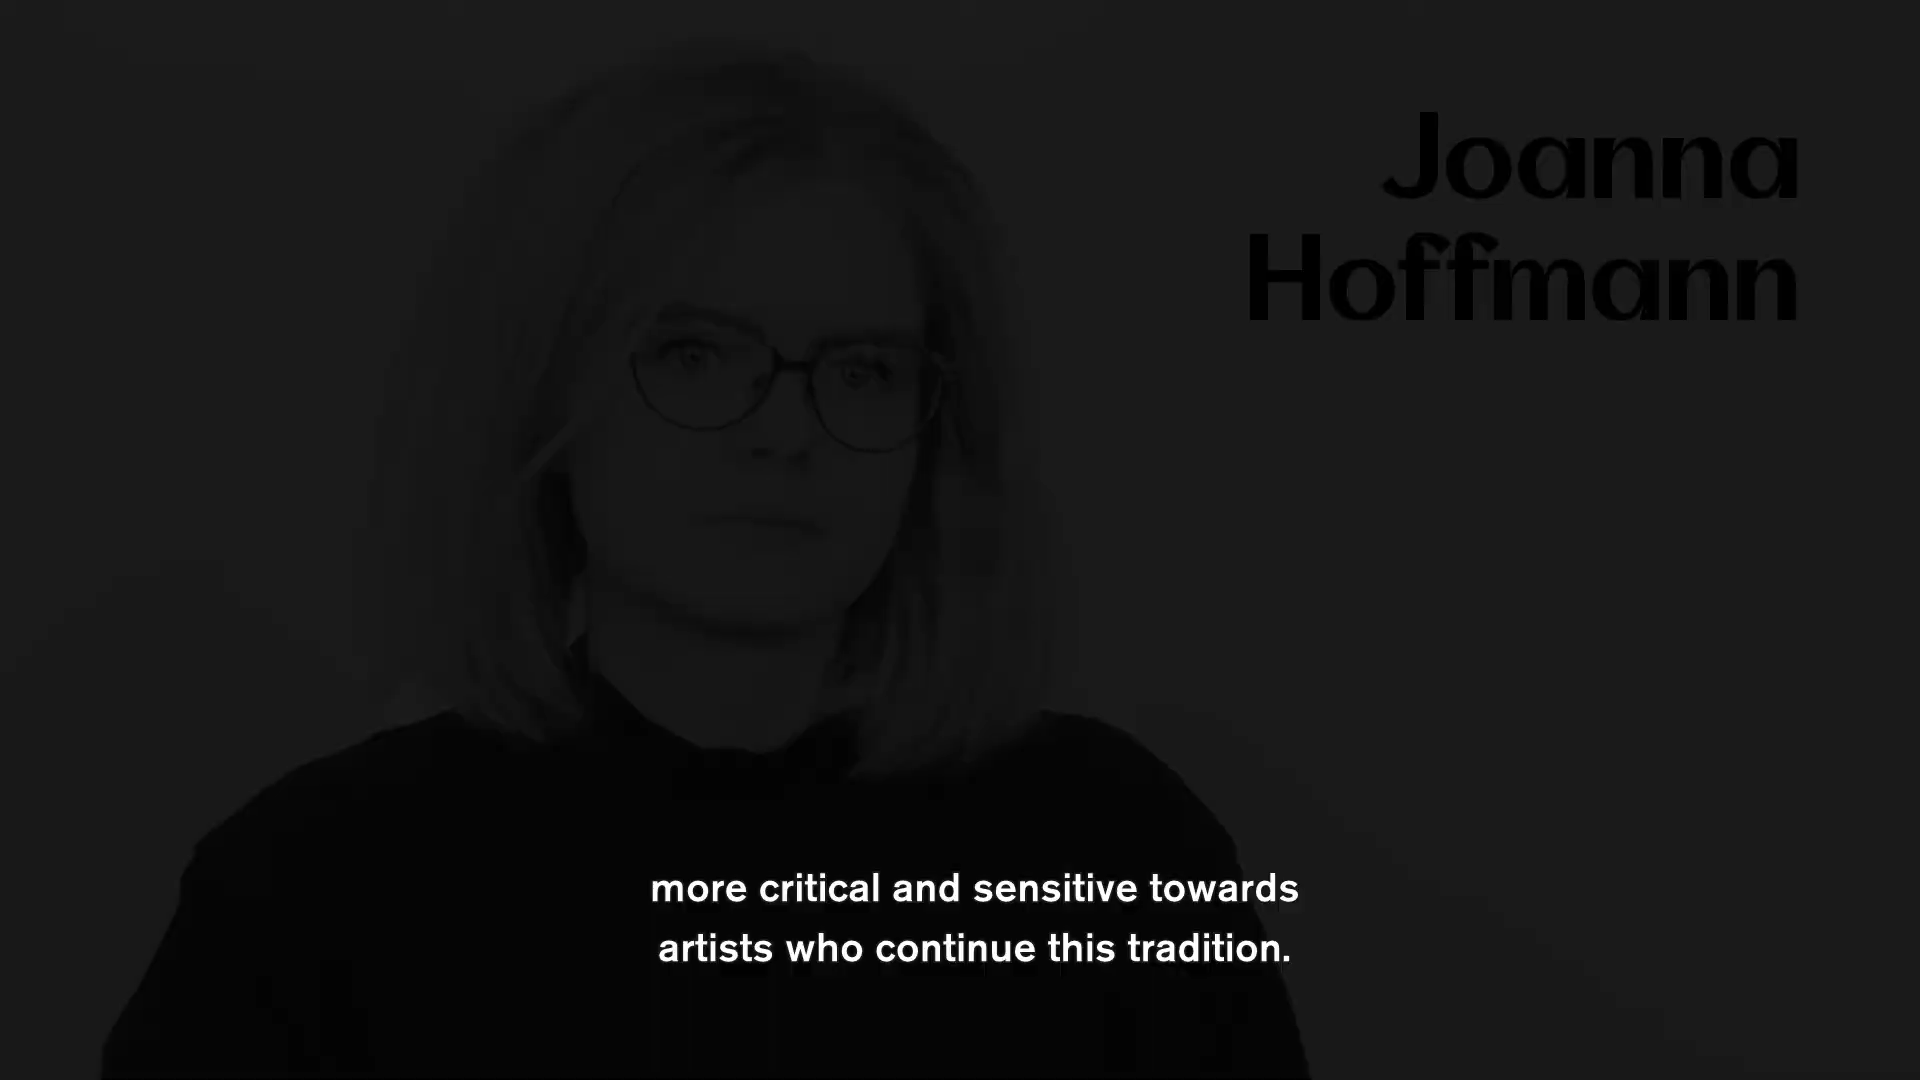 Joanna
Hoffmann
more critical and sensitive towards
artists who continue this tradition.